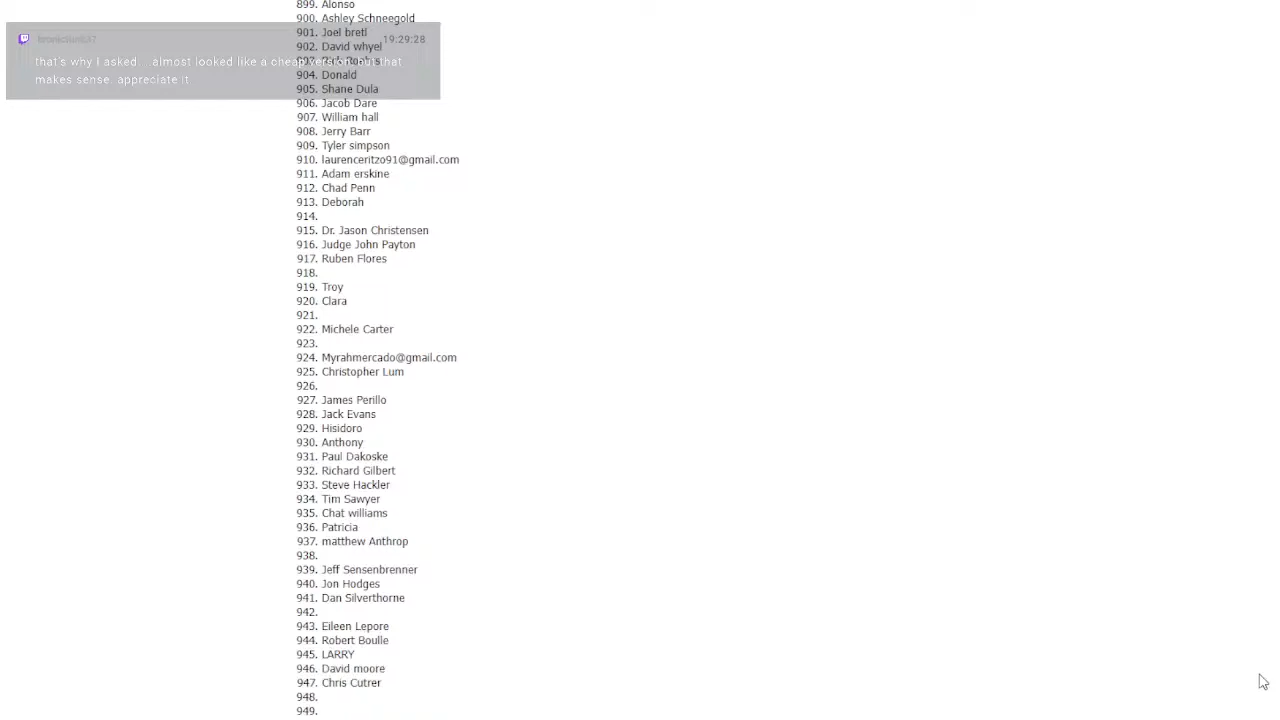 899. Alonso
900. Ashley Schneegold
901. Joel bretl
19:29:28
902. David whyel
that's why I asked... almost looked like a cheap version but that
makes sense. appreciate it
903.
904. Donald
905. Shane Dula
906. Jacob Dare
907. William hall
908. Jerry Barr
909. Tyler simpson
910. laurenceritzo91@gmail.com
911. Adam erskine
912. Chad Penn
913. Deborah
914.
915. Dr. Jason Christensen
916. Judge John Payton
917. Ruben Flores
918.
919. Troy
920. Clara
921.
922. Michele Carter
923.
924. Myrahmercado@gmail.com
925. Christopher Lum
926.
927. James Perillo
928. Jack Evans
929. Hisidoro
930. Anthony
931. Paul Dakoske
932. Richard Gilbert
933. Steve Hackler
934. Tim Sawyer
935. Chat williams
936. Patricia
937. matthew Anthrop
938.
939. Jeff Sensenbrenner
940. Jon Hodges
941. Dan Silverthorne
942.
943. Eileen Lepore
944. Robert Boulle
945. LARRY
946. David moore
947. Chris Cutrer
948.
949.